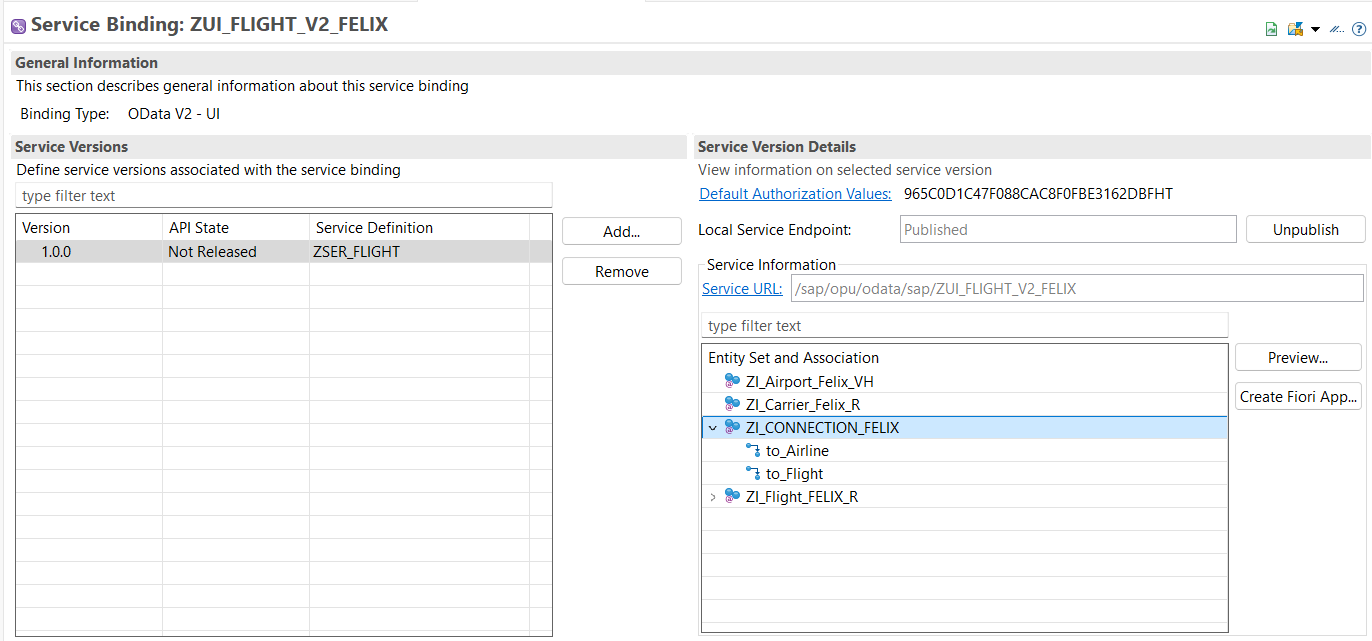 Service Binding: ZUI_FLIGHT_V2_FELIX
General Information
This section describes general information about this service binding
Binding Type: OData V2 - UI
Service Versions
Define service versions associated with the service binding
type filter text
Version API State Service Definition
1.0.0 Not Released ZSER_FLIGHT
Add...
Remove
Service Version Details
View information on selected service version
Default Authorization Values: 965C0D1C47F088CAC8F0FBE3162DBFHT
Local Service Endpoint: Published Unpublish
Service Information
Service URL: /sap/opu/odata/sap/ZUI_FLIGHT_V2_FELIX
type filter text
Entity Set and Association
ZI_Airport_Felix_VH
ZI_Carrier_Felix_R
ZI_CONNECTION_FELIX
to_Airline
to_Flight
ZI_Flight_FELIX_R
Preview...
Create Fiori App...